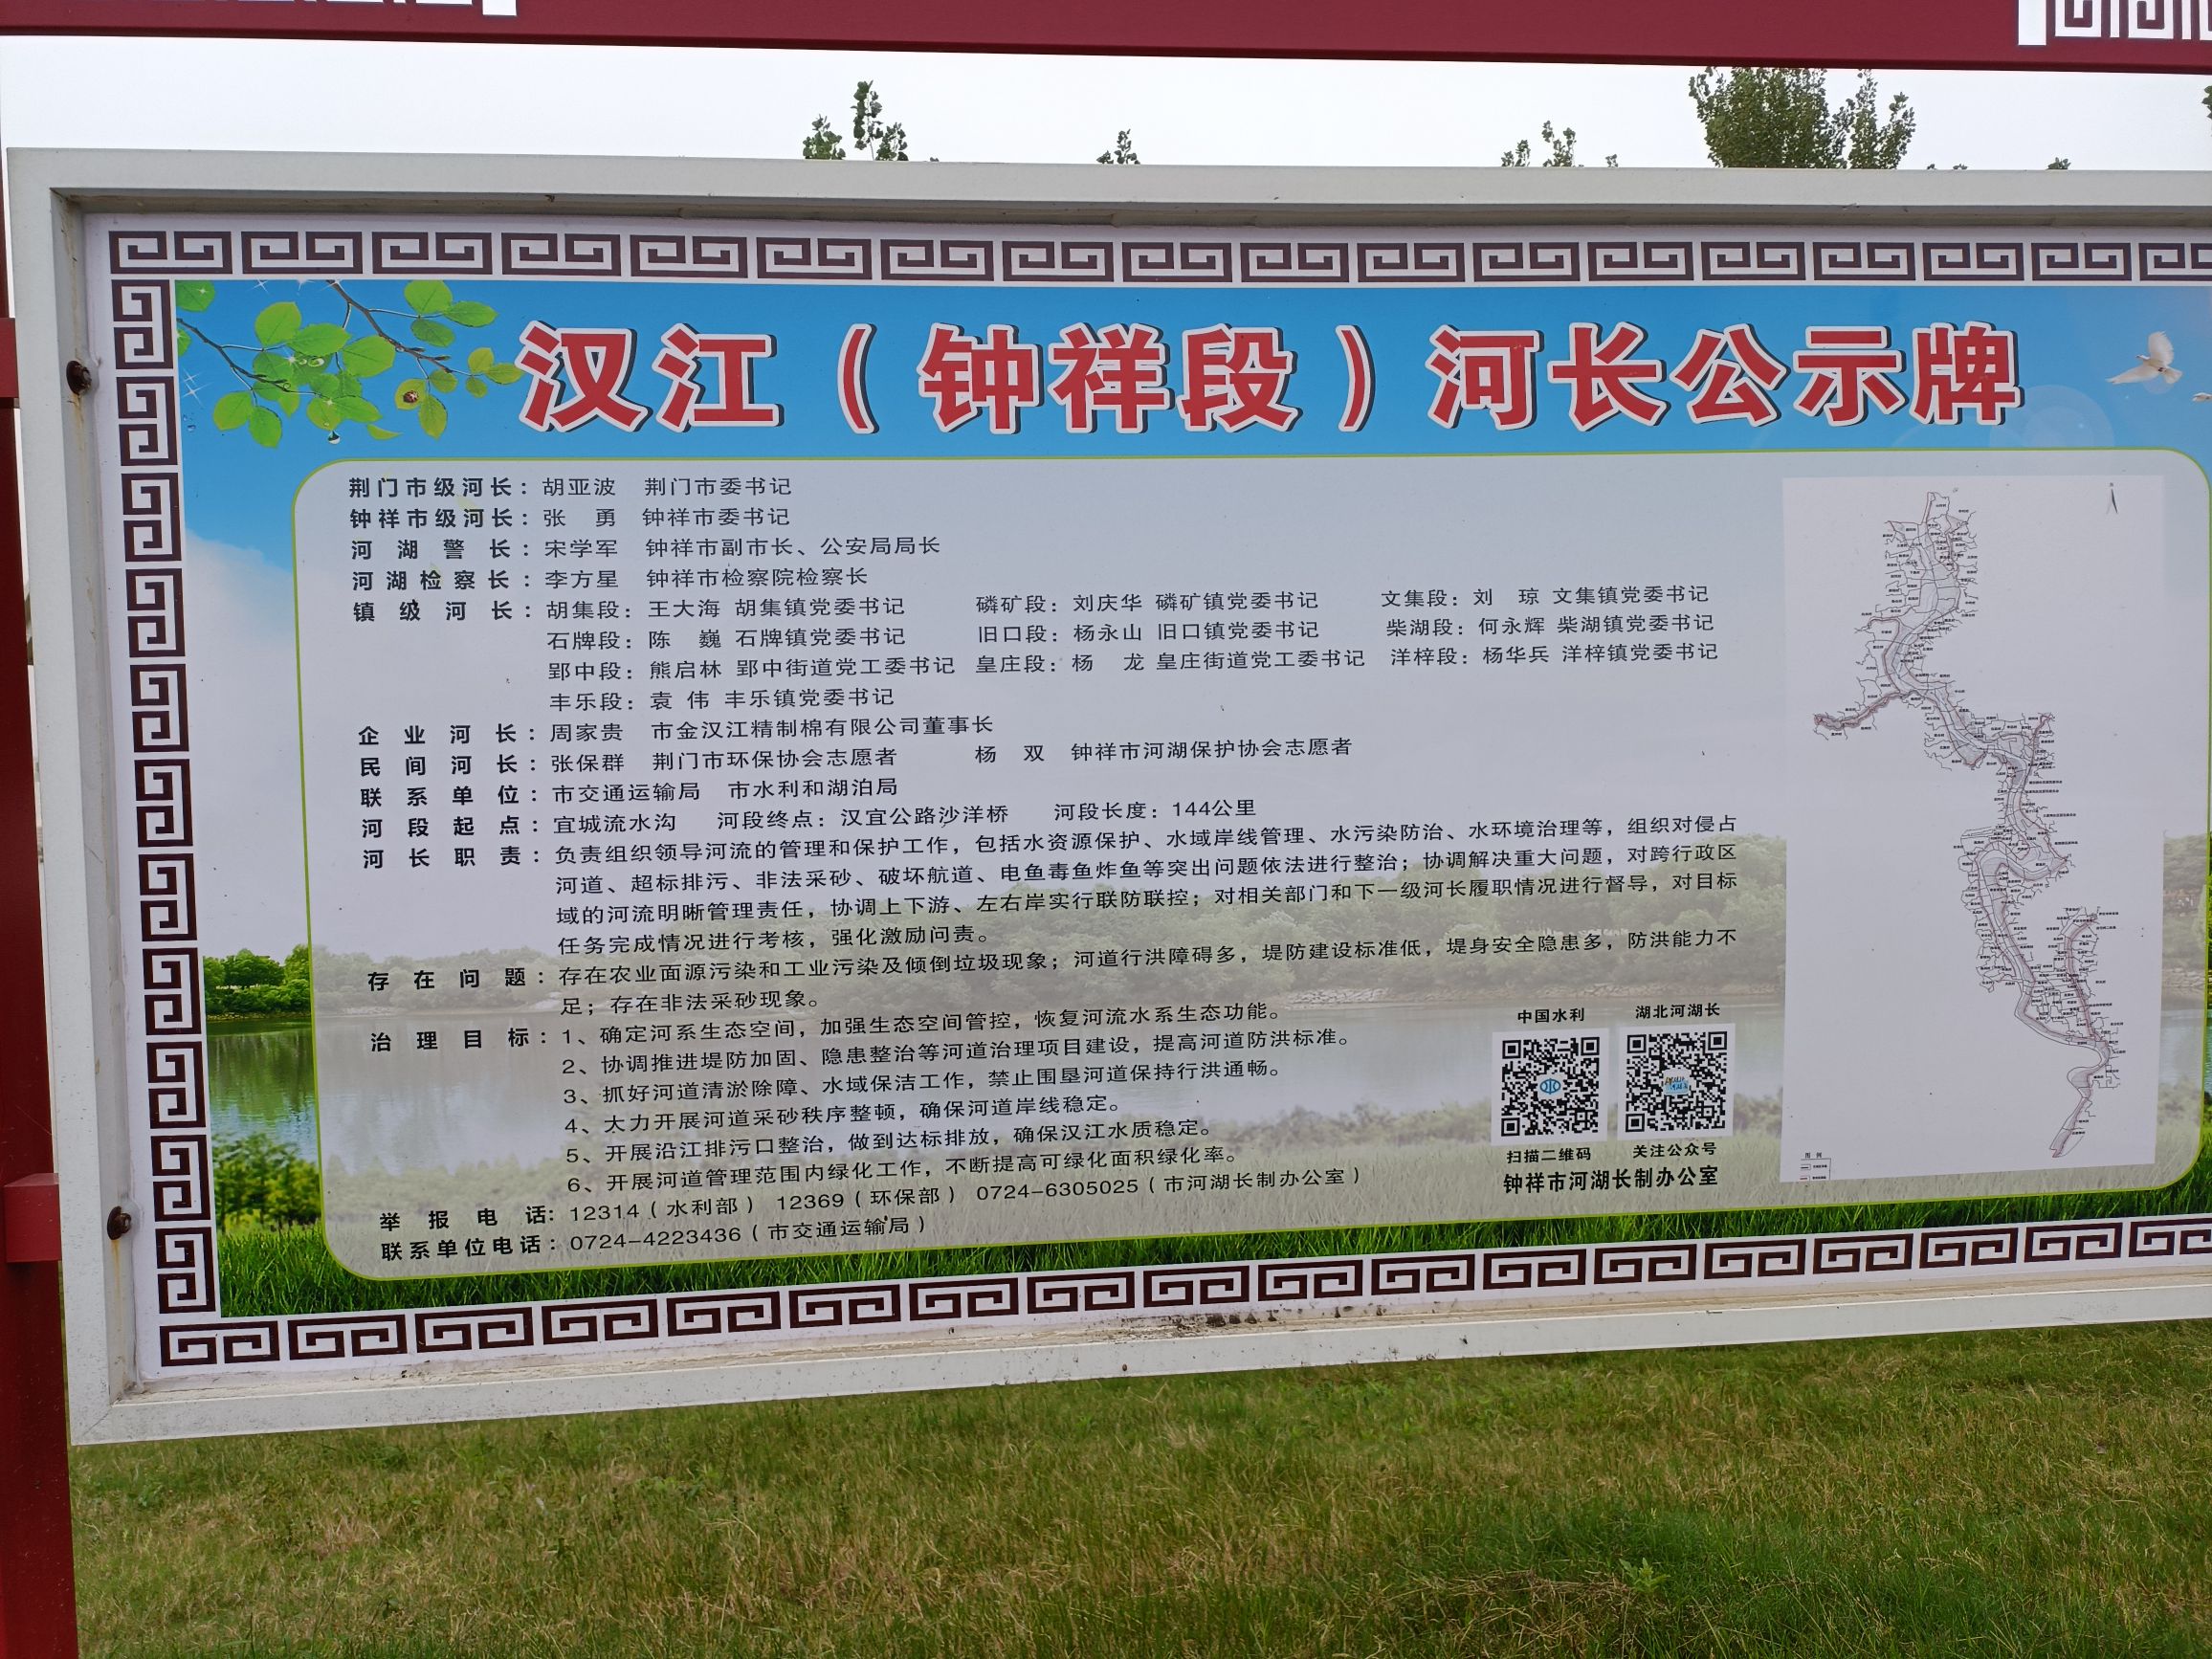 汉江（钟祥段）河长公示牌
荆门市级河长：胡亚波 荆门市委书记
钟祥市级河长：张 勇 钟祥市委书记
河湖警长：宋学军 钟祥市副市长、公安局局长
河湖检察长：李方星 钟祥市检察院检察长
镇级河长：胡集段：王大海 胡集镇党委书记 磷矿段：刘庆华 磷矿镇党委书记 文集段：刘 琼 文集镇党委书记
石牌段：陈 巍 石牌镇党委书记 旧口段：杨永山 旧口镇党委书记 柴湖段：何永辉 柴湖镇党委书记
郢中段：熊启林 郢中街道党工委书记 皇庄段：杨 龙 皇庄街道党工委书记 洋梓段：杨华兵 洋梓镇党委书记
丰乐段：袁 伟 丰乐镇党委书记
企业河长：周家贵 市金汉江精制棉有限公司董事长
民间河长：张保群 荆门市环保协会志愿者 杨 双 钟祥市河湖保护协会志愿者
联系单位：市交通运输局 市水利和湖泊局
河段起点：宜城流水沟 河段终点：汉宜公路沙洋桥 河段长度：144公里
河长职责：负责组织领导河流的管理和保护工作，包括水资源保护、水域岸线管理、水污染防治、水环境治理等，组织对侵占
河道、超标排污、非法采砂、破坏航道、电鱼毒鱼炸鱼等突出问题依法进行整治；协调解决重大问题，对跨行政区
域的河流明晰管理责任，协调上下游、左右岸实行联防联控；对相关部门和下一级河长履职情况进行督导，对目标
任务完成情况进行考核，强化激励问责。
存在问题：存在农业面源污染和工业污染及倾倒垃圾现象；河道行洪障碍多，堤防建设标准低，堤身安全隐患多，防洪能力不
足；存在非法采砂现象。
治理目标：1、确定河系生态空间，加强生态空间管控，恢复河流水系生态功能。
2、协调推进堤防加固、隐患整治等河道治理项目建设，提高河道防洪标准。
3、抓好河道清淤除障、水域保洁工作，禁止围垦河道保持行洪通畅。
4、大力开展河道采砂秩序整顿，确保河道岸线稳定。
5、开展沿江排污口整治，做到达标排放，确保汉江水质稳定。
6、开展河道管理范围内绿化工作，不断提高可绿化面积绿化率。
举报电话：12314（水利部） 12369（环保部） 0724-6305025（市河湖长制办公室）
联系单位电话：0724-4223436（市交通运输局）
中国水利 湖北河湖长
扫描二维码 关注公众号
钟祥市河湖长制办公室
图例